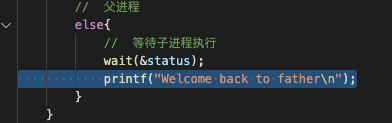 // 父进程
else{
// 等待子进程执行
wait(&status);
printf("Welcome back to father\n");
}
}